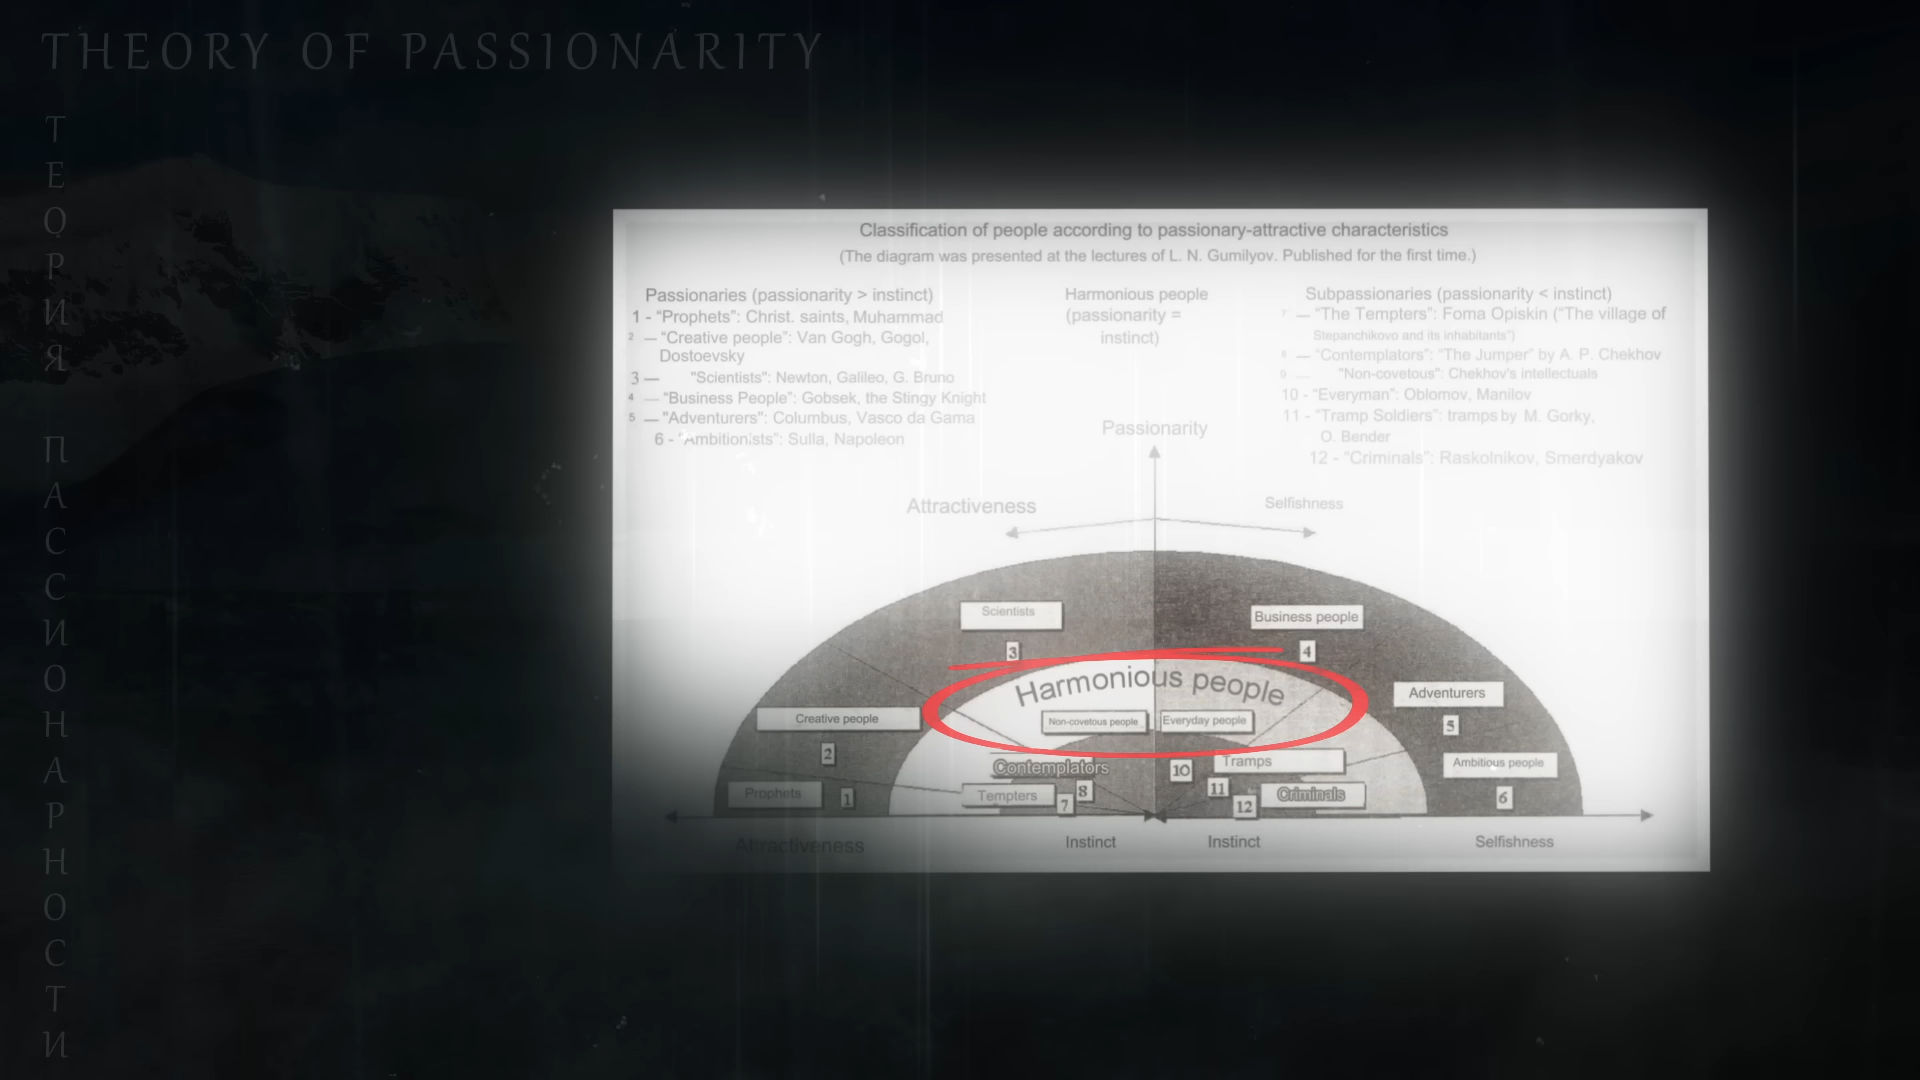 THEORY OF PASSIONARITY
ТЕОРИЯ ПАССИОНАРНОСТИ
Classification of people according to passionary-attractive characteristics
(The diagram was presented at the lectures of L. N. Gumilyov. Published for the first time.)
Passionaries (passionarity > instinct)
1 - “Prophets”: Christ. saints, Muhammad
2 — “Creative people”: Van Gogh, Gogol,
Dostoevsky
3 — "Scientists": Newton, Galileo, G. Bruno
4 — “Business People”: Gobsek, the Stingy Knight
5 — "Adventurers": Columbus, Vasco da Gama
6 - “Ambitionists”: Sulla, Napoleon
Harmonious people
(passionarity =
instinct)
Subpassionaries (passionarity < instinct)
7 — “The Tempters”: Foma Opiskin (“The village of
Stepanchikovo and its inhabitants”)
8 — “Contemplators”: “The Jumper” by A. P. Chekhov
9 — "Non-covetous": Chekhov's intellectuals
10 - “Everyman”: Oblomov, Manilov
11 - “Tramp Soldiers”: tramps by M. Gorky,
O. Bender
12 - “Criminals”: Raskolnikov, Smerdyakov
Passionarity
Attractiveness
Selfishness
Scientists
3
Business people
4
Harmonious people
Adventurers
5
Creative people
2
Non-covetous people
Everyday people
Contemplators
10
Tramps
Ambitious people
6
Prophets
1
Tempters
7
8
11
12
Criminals
Attractiveness
Instinct
Instinct
Selfishness